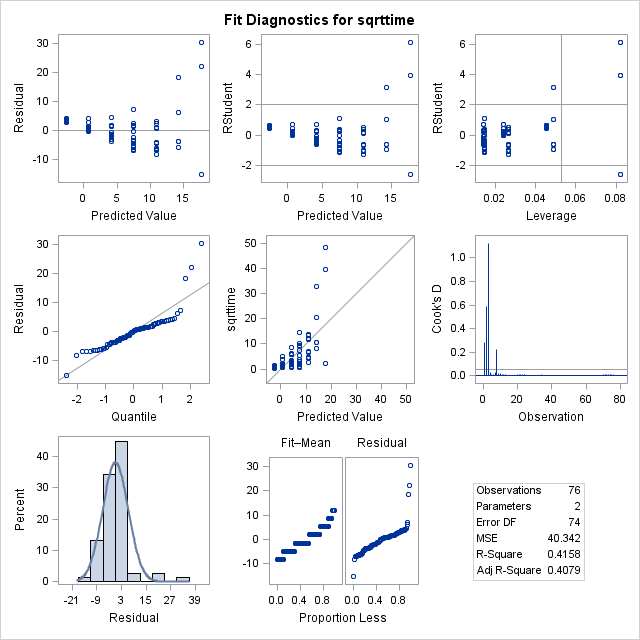 Fit Diagnostics for sqrttime
Residual
30
20
10
0
-10
0 5 10 15
Predicted Value
RStudent
6
4
2
0
-2
0 5 10 15
Predicted Value
RStudent
6
4
2
0
-2
0.02 0.04 0.06 0.08
Leverage
Residual
30
20
10
0
-10
-2 -1 0 1 2
Quantile
sqrttime
50
40
30
20
10
0
0 10 20 30 40 50
Predicted Value
Cook's D
1.0
0.8
0.6
0.4
0.2
0.0
0 20 40 60 80
Observation
Percent
40
30
20
10
0
-21 -9 3 15 27 39
Residual
Fit–Mean Residual
30
20
10
0
-10
0.0 0.4 0.8 0.0 0.4 0.8
Proportion Less
Observations 76
Parameters 2
Error DF 74
MSE 40.342
R-Square 0.4158
Adj R-Square 0.4079